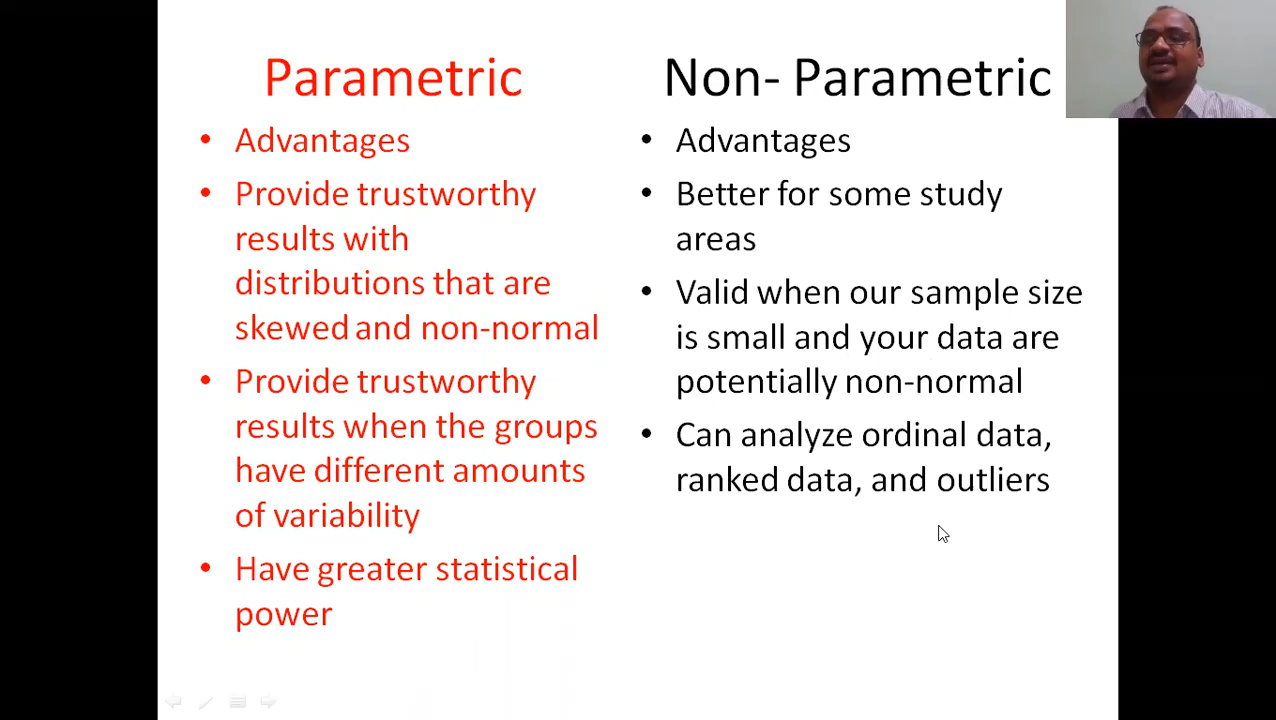 Parametric
• Advantages
• Provide trustworthy
results with
distributions that are
skewed and non-normal
• Provide trustworthy
results when the groups
have different amounts
of variability
• Have greater statistical
power
Non- Parametric
• Advantages
• Better for some study
areas
• Valid when our sample size
is small and your data are
potentially non-normal
• Can analyze ordinal data,
ranked data, and outliers